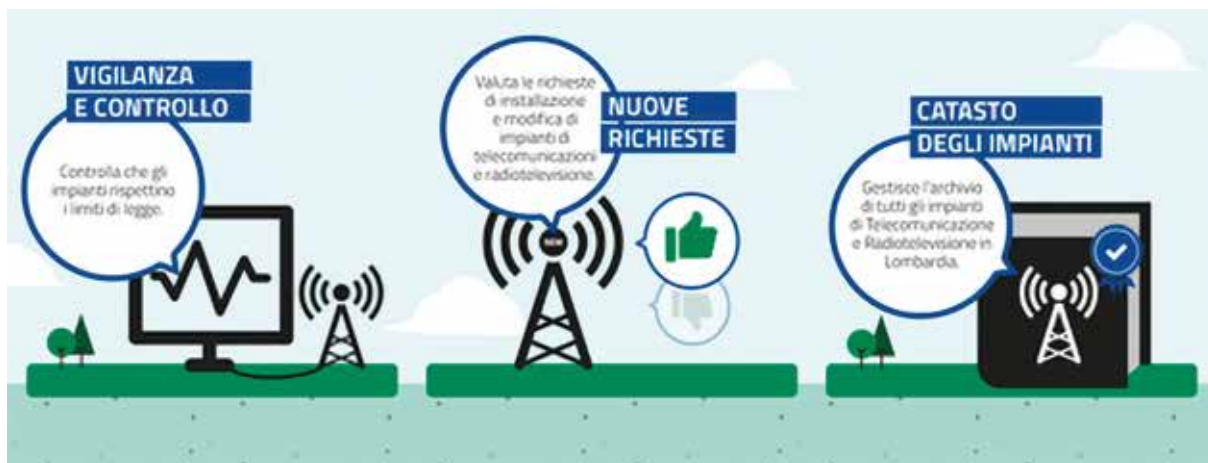 VIGILANZA
E CONTROLLO
Controlla che gli
impianti rispettino
i limiti di legge.
Valuta le richieste
di installazione
e modifica di
impianti di
telecomunicazioni
e radiotelevisione.
NUOVE
RICHIESTE
NEW
CATASTO
DEGLI IMPIANTI
Gestisce l'archivio
di tutti gli impianti
di Telecomunicazione
e Radiotelevisione in
Lombardia.